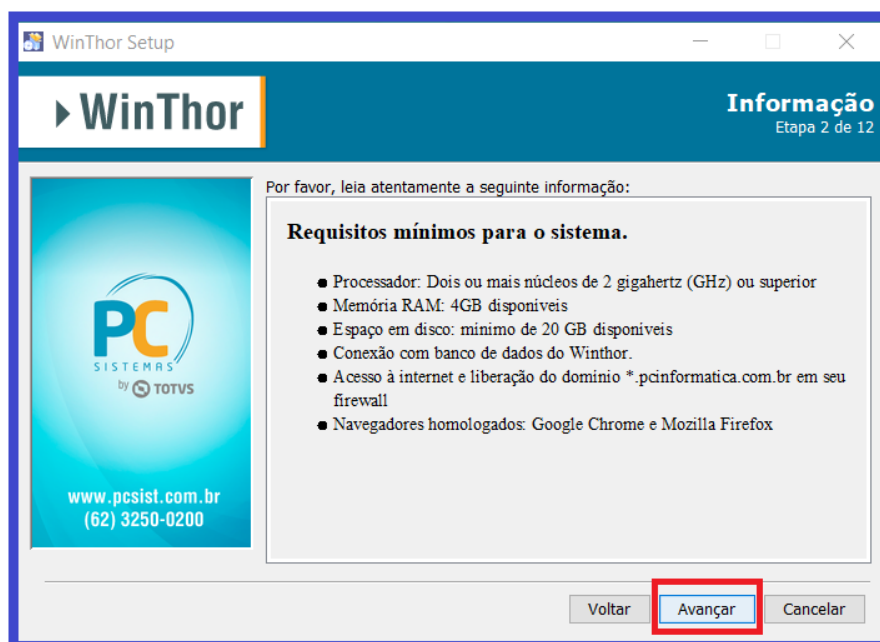 WinThor Setup
WinThor
Informação
Etapa 2 de 12
Por favor, leia atentamente a seguinte informação:
Requisitos mínimos para o sistema.
Processador: Dois ou mais núcleos de 2 gigahertz (GHz) ou superior
Memória RAM: 4GB disponiveis
Espaço em disco: minimo de 20 GB disponiveis
Conexão com banco de dados do Winthor.
Acesso à internet e liberação do dominio *.pcinformatica.com.br em seu
firewall
Navegadores homologados: Google Chrome e Mozilla Firefox
PC
SISTEMAS
by TOTVS
www.pcsist.com.br
(62) 3250-0200
Voltar
Avançar
Cancelar